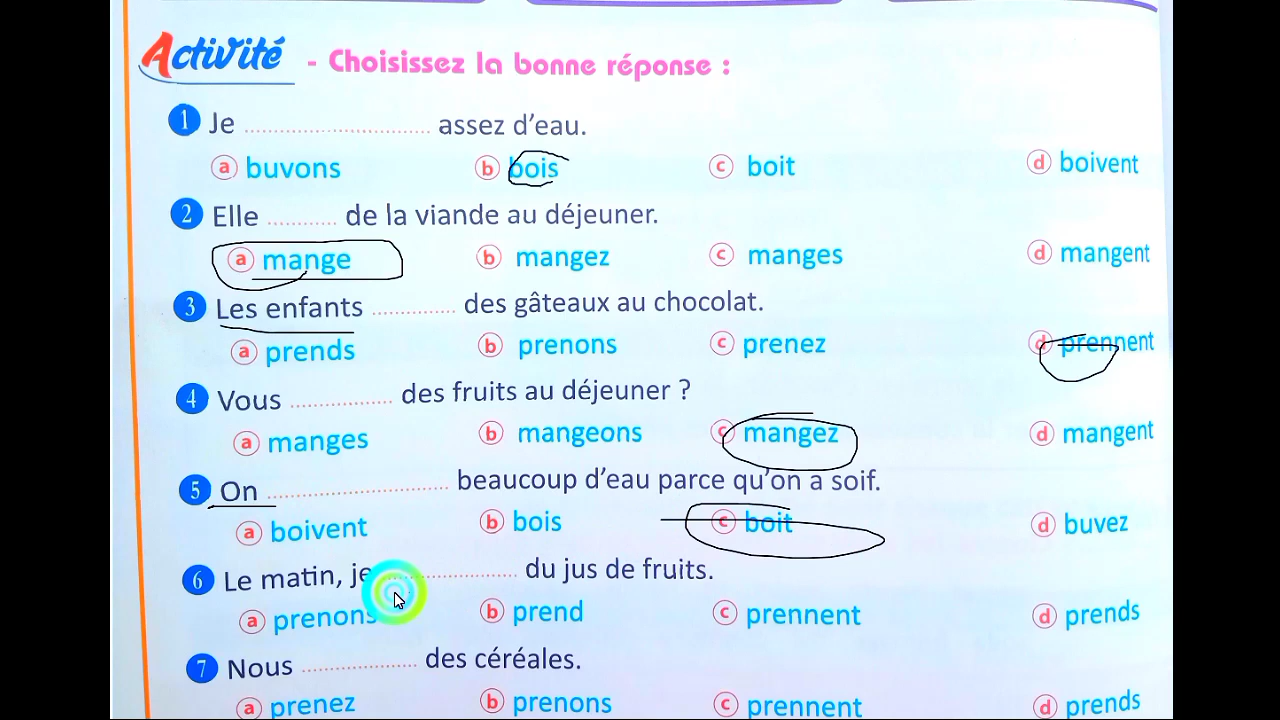 Activité - Choisissez la bonne réponse :
1 Je .............................. assez d'eau.
a buvons b bois c boit d boivent
2 Elle ........... de la viande au déjeuner.
a mange b mangez c manges d mangent
3 Les enfants ............. des gâteaux au chocolat.
a prends b prenons c prenez d prennent
4 Vous ................ des fruits au déjeuner ?
a manges b mangeons c mangez d mangent
5 On ............................. beaucoup d'eau parce qu'on a soif.
a boivent b bois c boit d buvez
6 Le matin, je ...................... du jus de fruits.
a prenons b prend c prennent d prends
7 Nous .................. des céréales.
a prenez b prenons c prennent d prends